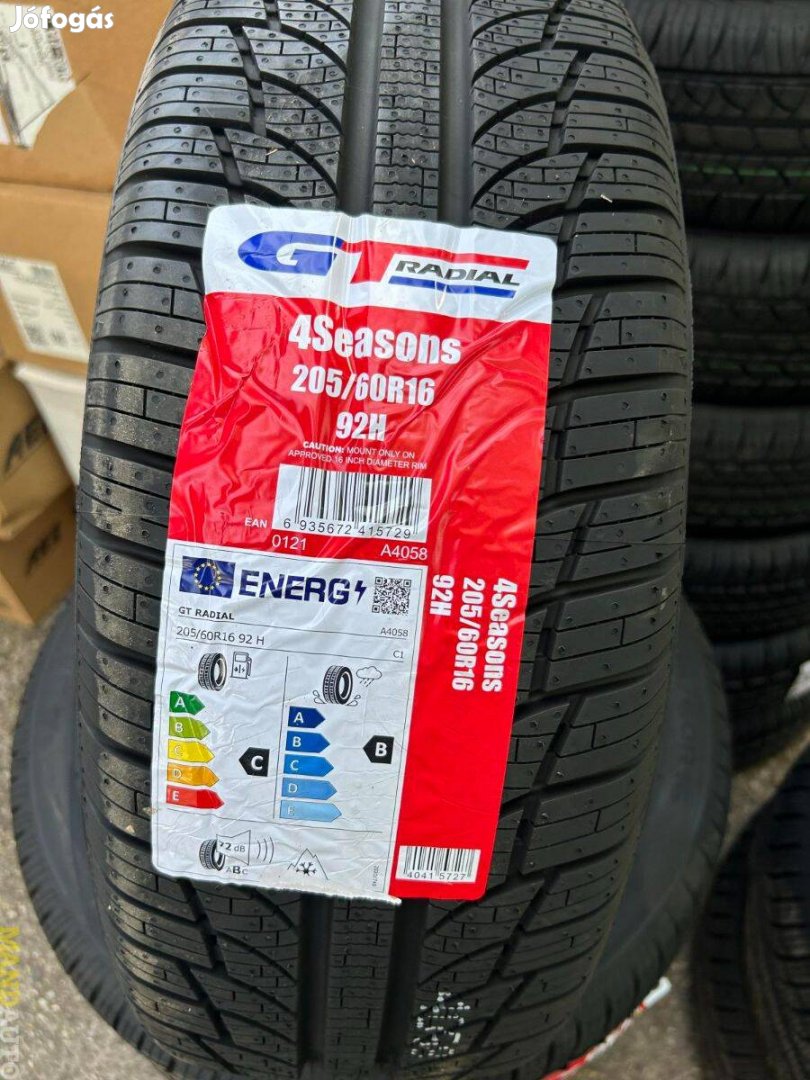 Jófogás
GT RADIAL
4Seasons
205/60R16
92H
CAUTION: MOUNT ONLY ON
APPROVED 16 INCH DIAMETER RIM
EAN
6 935672 415729
0121 A4058
4Seasons
205/60R16
92H
ENERG
GT RADIAL
205/60R16 92 H A4058
C1
A
B
C
D
E
C
A
B
C
D
E
B
72 dB
ABC
4041 5727
MINDAUTO